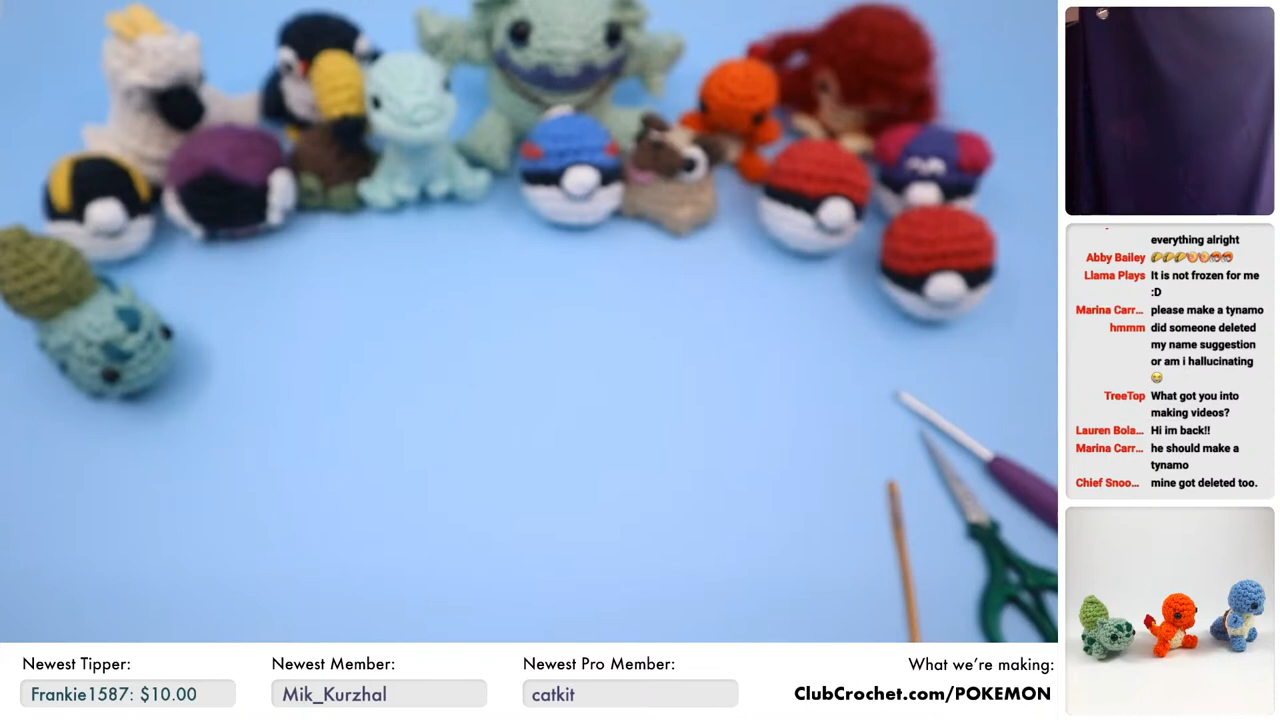 everything alright
Abby Bailey 🌮🌮🌮🍤🍤🦐🦐
Llama Plays It is not frozen for me
:D
Marina Carr... please make a tynamo
hmmm did someone deleted
my name suggestion
or am i hallucinating
😂
TreeTop What got you into
making videos?
Lauren Bola... Hi im back!!
Marina Carr... he should make a
tynamo
Chief Snoo... mine got deleted too.
Newest Tipper:
Frankie1587: $10.00
Newest Member:
Mik_Kurzhal
Newest Pro Member:
catkit
What we're making:
ClubCrochet.com/POKEMON